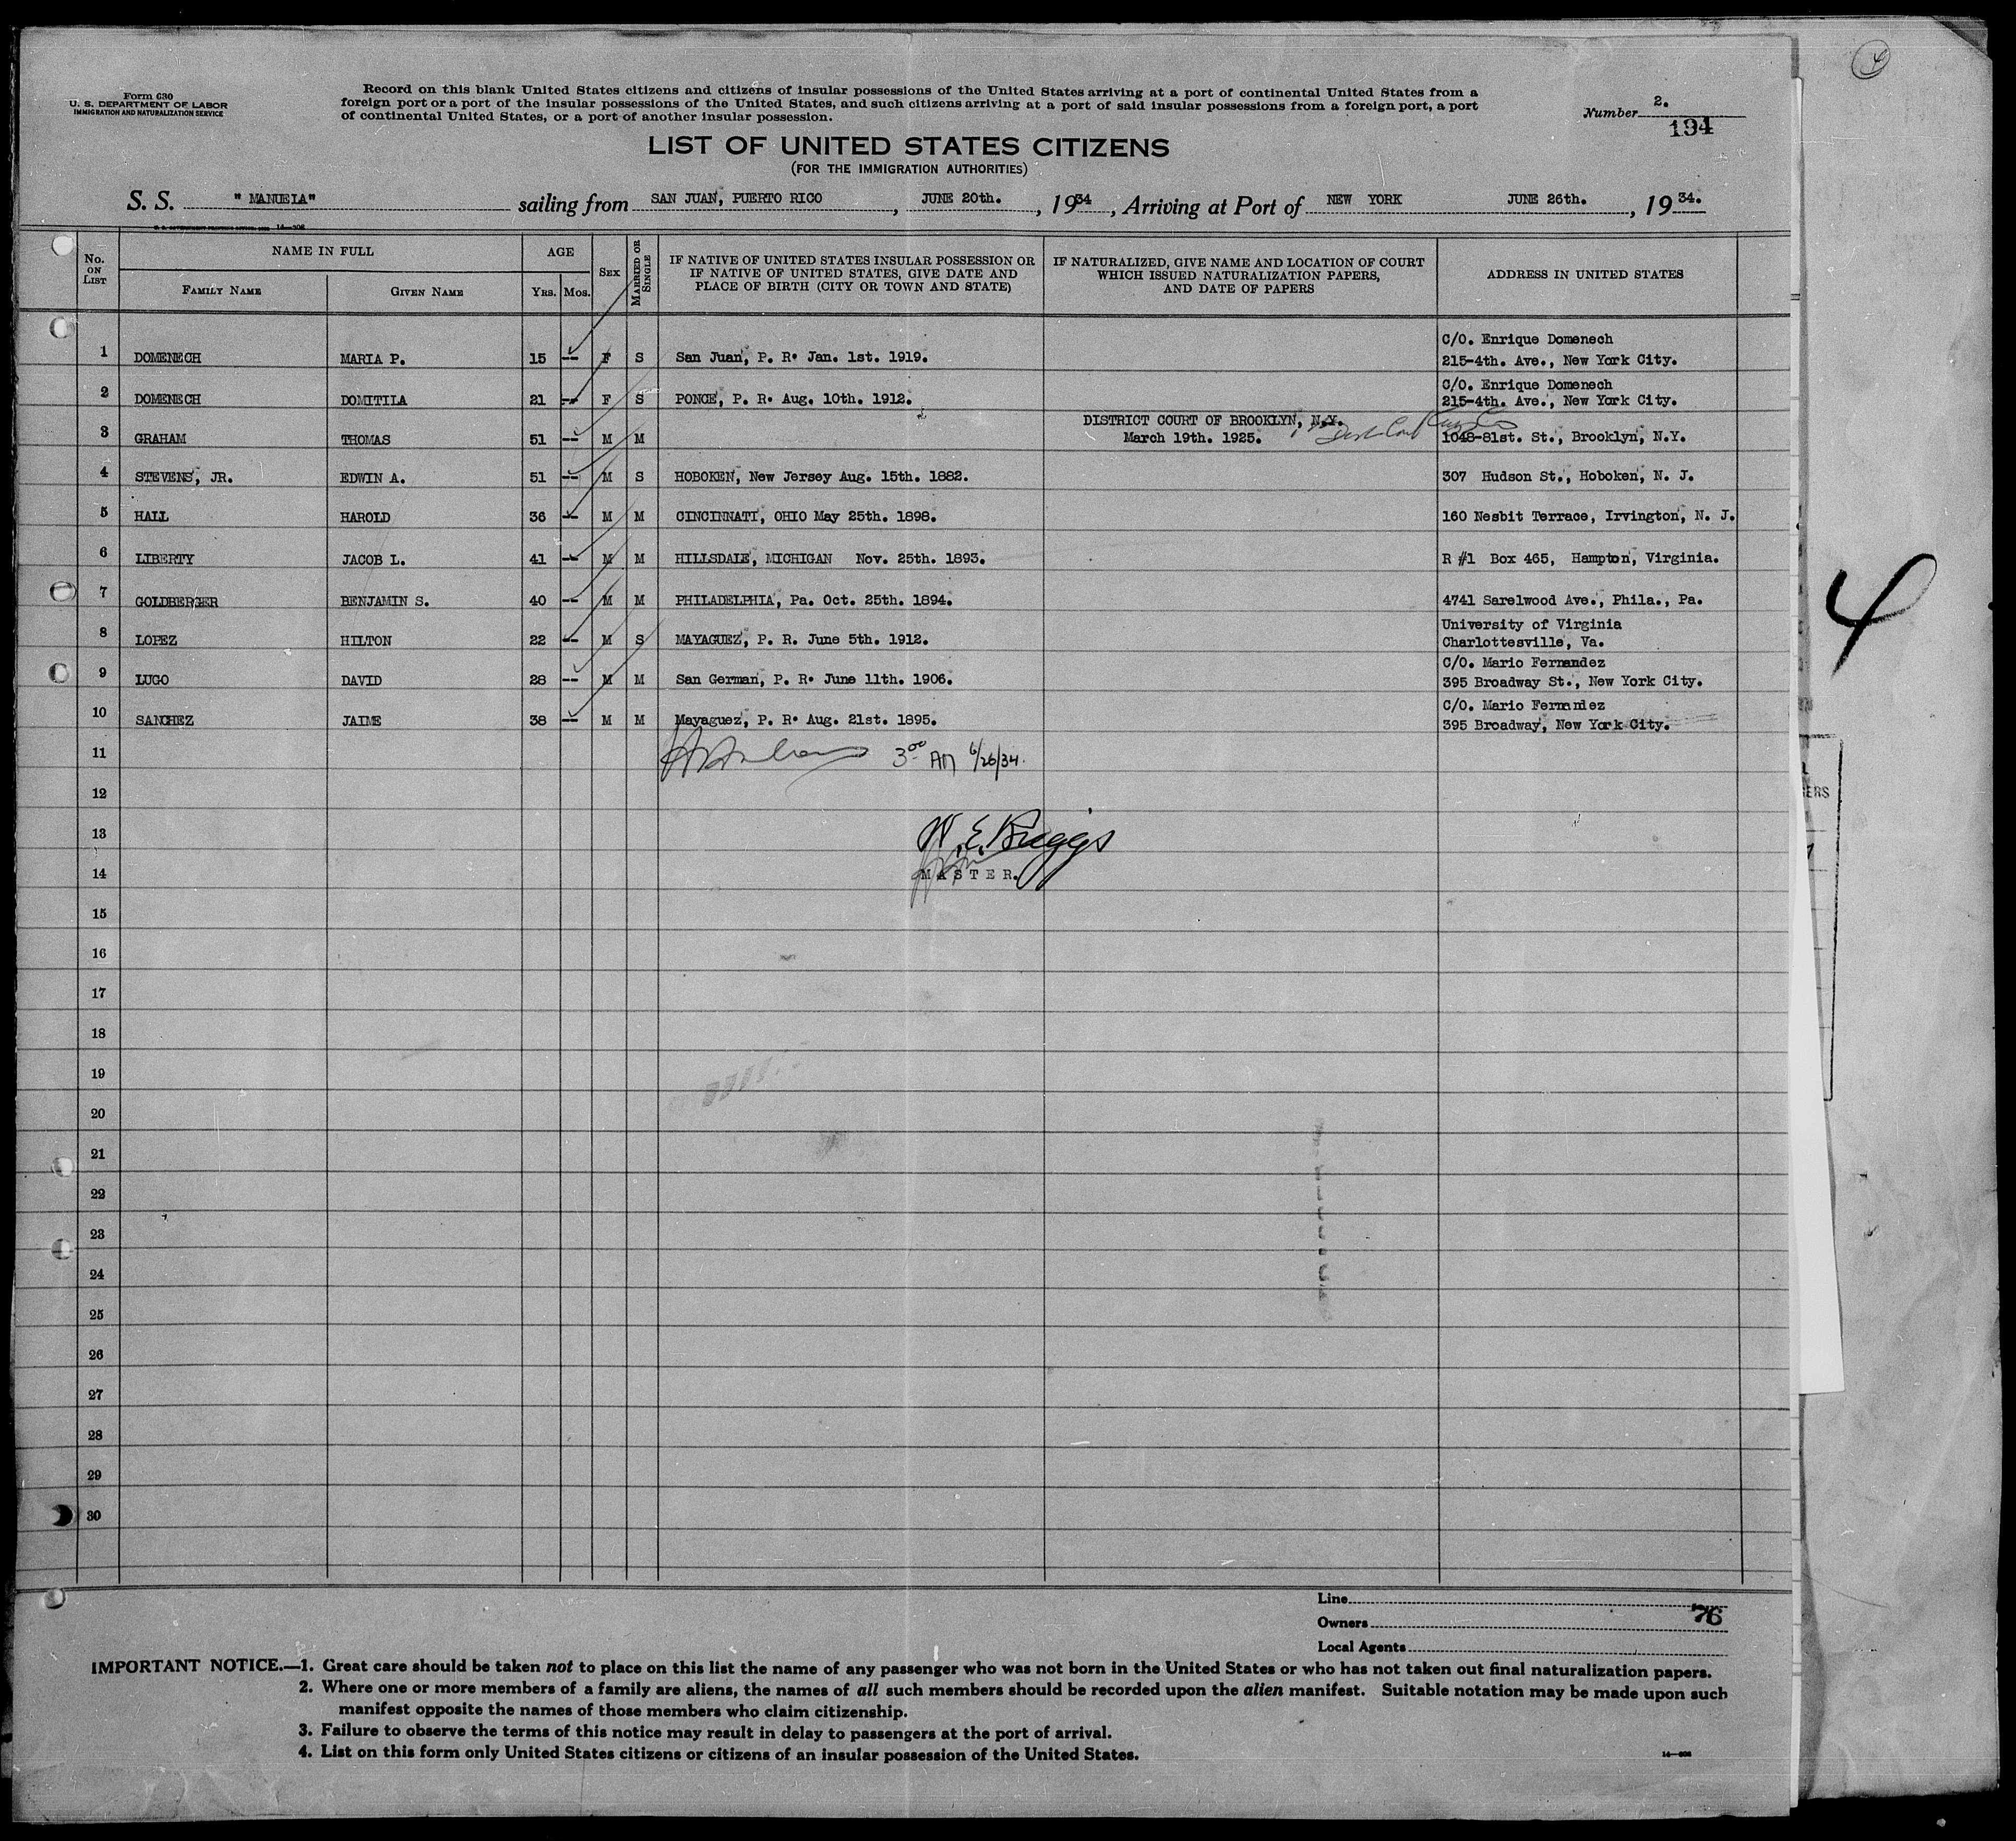 4
Form 630
U. S. DEPARTMENT OF LABOR
IMMIGRATION AND NATURALIZATION SERVICE
Record on this blank United States citizens and citizens of insular possessions of the United States arriving at a port of continental United States from a
foreign port or a port of the insular possessions of the United States, and such citizens arriving at a port of said insular possessions from a foreign port, a port
of continental United States, or a port of another insular possession.
Number 2.
194
LIST OF UNITED STATES CITIZENS
(FOR THE IMMIGRATION AUTHORITIES)
S. S. "MANUELA" sailing from SAN JUAN, PUERTO RICO, JUNE 20th., 1934, Arriving at Port of NEW YORK JUNE 26th., 1934.
No. ON LIST
NAME IN FULL
FAMILY NAME
GIVEN NAME
AGE
YRS. MOS.
SEX
MARRIED OR SINGLE
IF NATIVE OF UNITED STATES INSULAR POSSESSION OR
IF NATIVE OF UNITED STATES, GIVE DATE AND
PLACE OF BIRTH (CITY OR TOWN AND STATE)
IF NATURALIZED, GIVE NAME AND LOCATION OF COURT
WHICH ISSUED NATURALIZATION PAPERS,
AND DATE OF PAPERS
ADDRESS IN UNITED STATES
C/O. Enrique Domenech
1 DOMENECH MARIA P. 15 -- F S San Juan, P. R. Jan. 1st. 1919. 215-4th. Ave., New York City.
C/O. Enrique Domenech
2 DOMENECH DOMITILA 21 -- F S PONCE, P. R. Aug. 10th. 1912. 215-4th. Ave., New York City.
DISTRICT COURT OF BROOKLYN, N.Y.
3 GRAHAM THOMAS 51 -- M M March 19th. 1925. 1048-81st. St., Brooklyn, N.Y.
4 STEVENS, JR. EDWIN A. 51 -- M S HOBOKEN, New Jersey Aug. 15th. 1882. 307 Hudson St., Hoboken, N. J.
5 HALL HAROLD 36 -- M M CINCINNATI, OHIO May 25th. 1898. 160 Nesbit Terrace, Irvington, N. J.
6 LIBERTY JACOB L. 41 -- M M HILLSDALE, MICHIGAN Nov. 25th. 1893. R #1 Box 465, Hampton, Virginia.
7 GOLDBERGER BENJAMIN S. 40 -- M M PHILADELPHIA, Pa. Oct. 25th. 1894. 4741 Sarelwood Ave., Phila., Pa.
University of Virginia
8 LOPEZ HILTON 22 -- M S MAYAGUEZ, P. R. June 5th. 1912. Charlottesville, Va.
C/O. Mario Fernandez
9 LUGO DAVID 28 -- M M San German, P. R. June 11th. 1906. 395 Broadway St., New York City.
C/O. Mario Fernandez
10 SANCHEZ JAIME 38 -- M M Mayaguez, P. R. Aug. 21st. 1895. 395 Broadway, New York City.
11 3 00 AM 6/26/34.
12
13 W. E. Briggs
14 MASTER.
15
16
17
18
19
20
21
22
23
24
25
26
27
28
29
30
4
Line
76
Owners
Local Agents
IMPORTANT NOTICE.—1. Great care should be taken not to place on this list the name of any passenger who was not born in the United States or who has not taken out final naturalization papers.
2. Where one or more members of a family are aliens, the names of all such members should be recorded upon the alien manifest. Suitable notation may be made upon such
manifest opposite the names of those members who claim citizenship.
3. Failure to observe the terms of this notice may result in delay to passengers at the port of arrival.
4. List on this form only United States citizens or citizens of an insular possession of the United States.